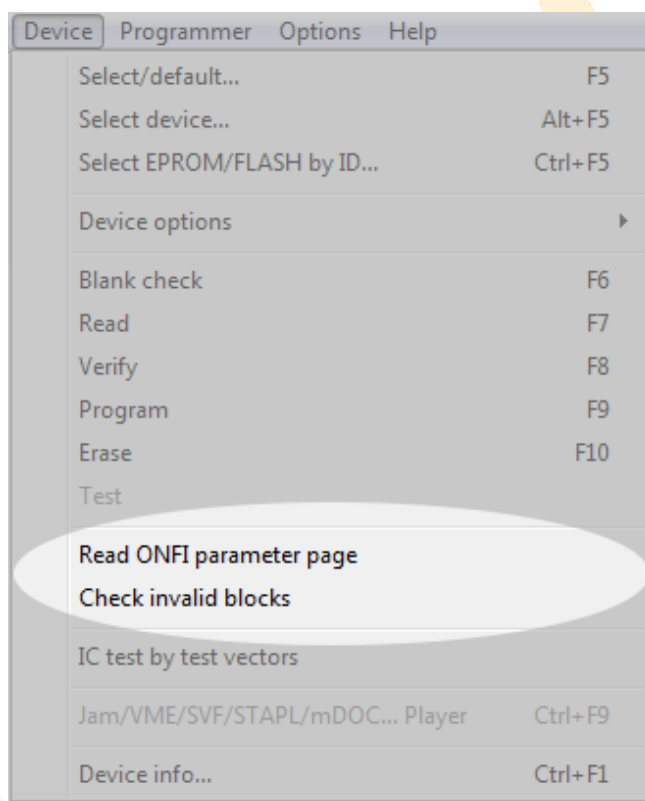 Device Programmer Options Help
Select/default... F5
Select device... Alt+F5
Select EPROM/FLASH by ID... Ctrl+F5
Device options
Blank check F6
Read F7
Verify F8
Program F9
Erase F10
Test
Read ONFI parameter page
Check invalid blocks
IC test by test vectors
Jam/VME/SVF/STAPL/mDOC... Player Ctrl+F9
Device info... Ctrl+F1